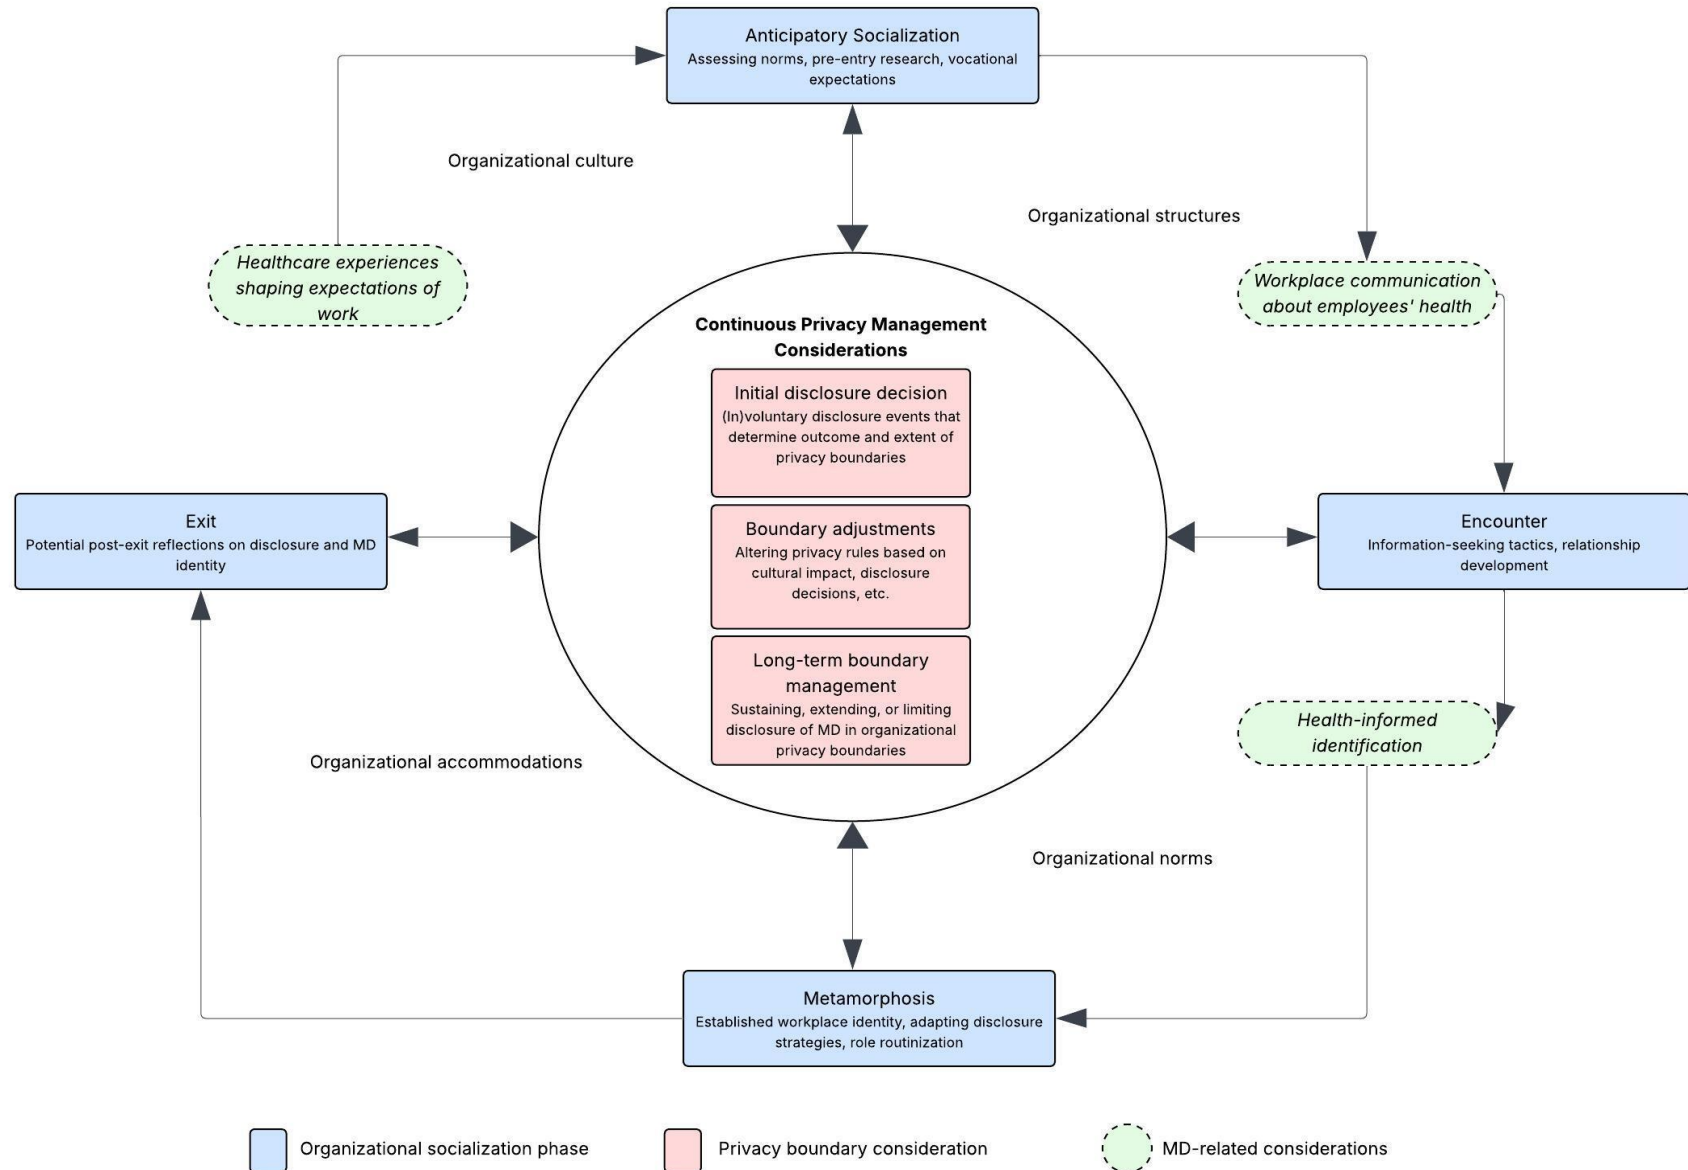 Anticipatory Socialization
Assessing norms, pre-entry research, vocational
expectations
Organizational culture
Organizational structures
Healthcare experiences
shaping expectations of
work
Workplace communication
about employees' health
Continuous Privacy Management
Considerations
Initial disclosure decision
(In)voluntary disclosure events that
determine outcome and extent of
privacy boundaries
Exit
Potential post-exit reflections on disclosure and MD
identity
Boundary adjustments
Altering privacy rules based on
cultural impact, disclosure
decisions, etc.
Encounter
Information-seeking tactics, relationship
development
Long-term boundary
management
Sustaining, extending, or limiting
disclosure of MD in organizational
privacy boundaries
Health-informed
identification
Organizational accommodations
Organizational norms
Metamorphosis
Established workplace identity, adapting disclosure
strategies, role routinization
Organizational socialization phase
Privacy boundary consideration
MD-related considerations